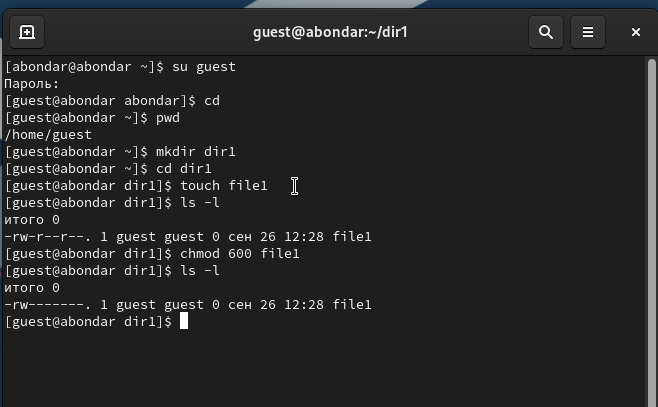 guest@abondar:~/dir1
[abondar@abondar ~]$ su guest
Пароль:
[guest@abondar abondar]$ cd
[guest@abondar ~]$ pwd
/home/guest
[guest@abondar ~]$ mkdir dir1
[guest@abondar ~]$ cd dir1
[guest@abondar dir1]$ touch file1
[guest@abondar dir1]$ ls -l
итого 0
-rw-r--r--. 1 guest guest 0 сен 26 12:28 file1
[guest@abondar dir1]$ chmod 600 file1
[guest@abondar dir1]$ ls -l
итого 0
-rw-------. 1 guest guest 0 сен 26 12:28 file1
[guest@abondar dir1]$